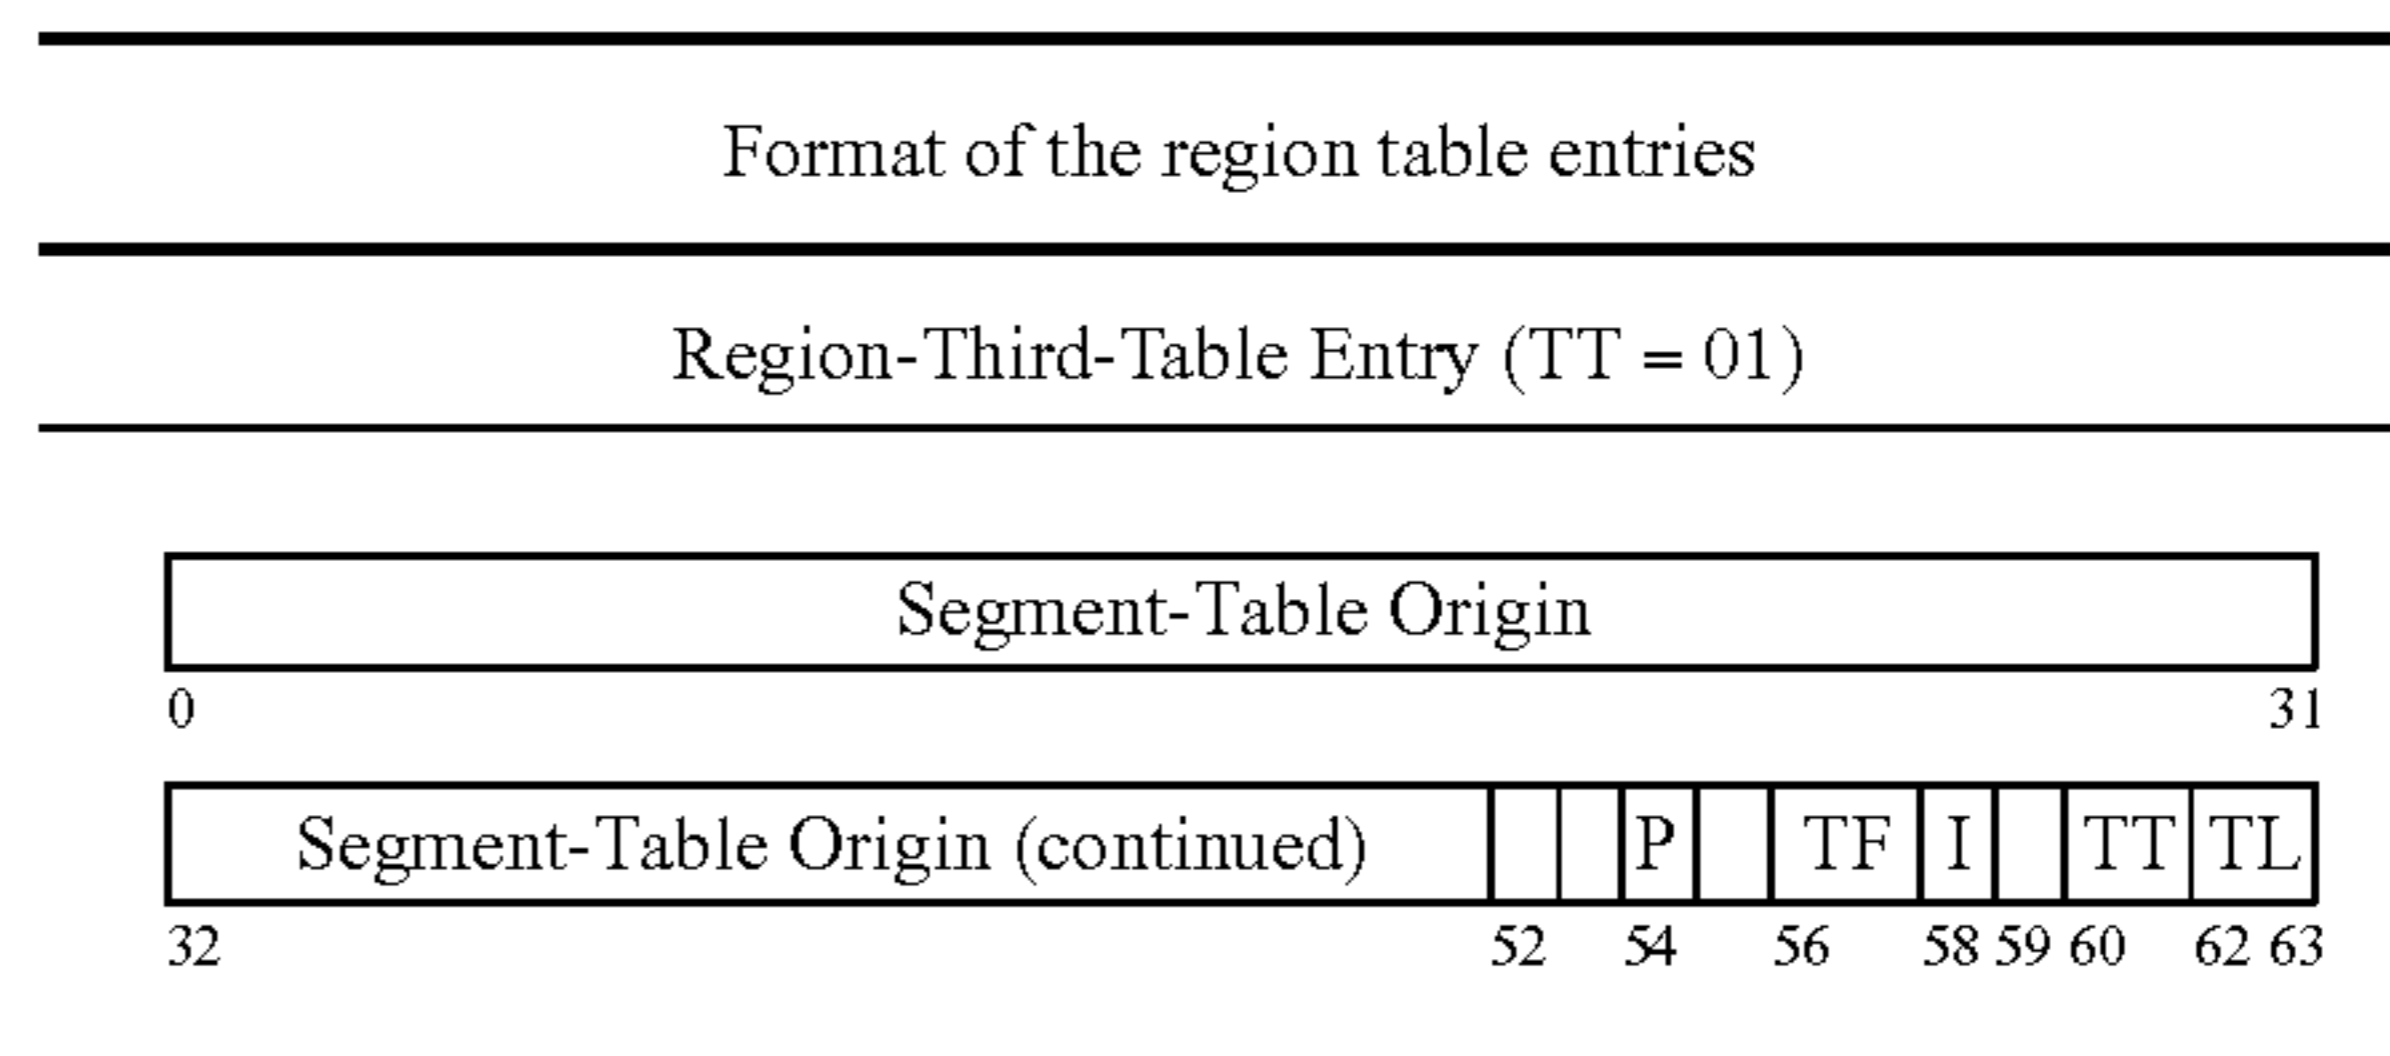 Format of the region table entries
Region-Third-Table Entry (TT = 01)
Segment-Table Origin
0 31
Segment-Table Origin (continued) P TF I TT TL
32 52 54 56 58 59 60 62 63